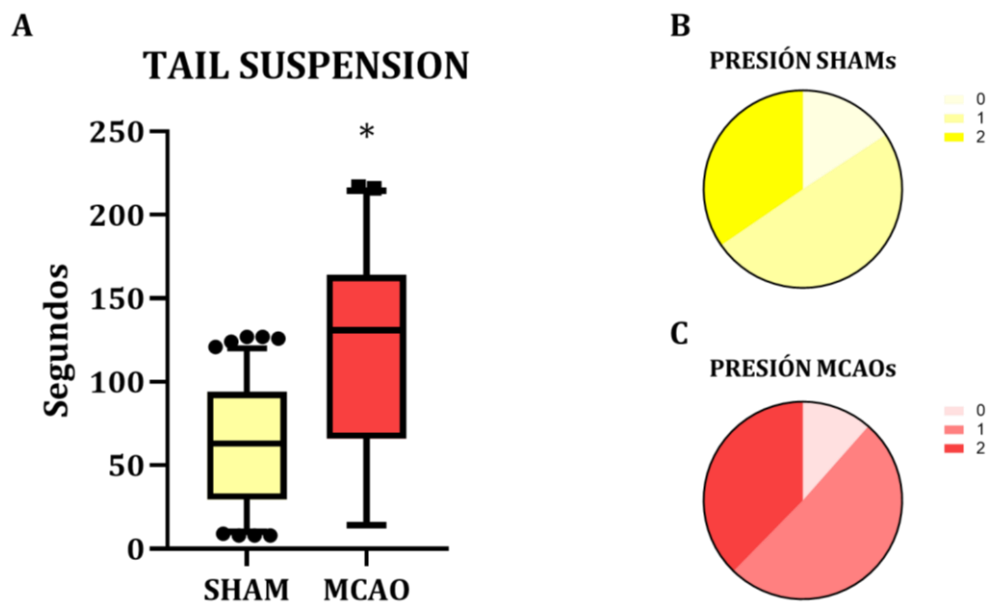 A
TAIL SUSPENSION
250
*
200
150
100
50
0
Segundos
SHAM
MCAO
B
PRESIÓN SHAMs
0
1
2
C
PRESIÓN MCAOs
0
1
2